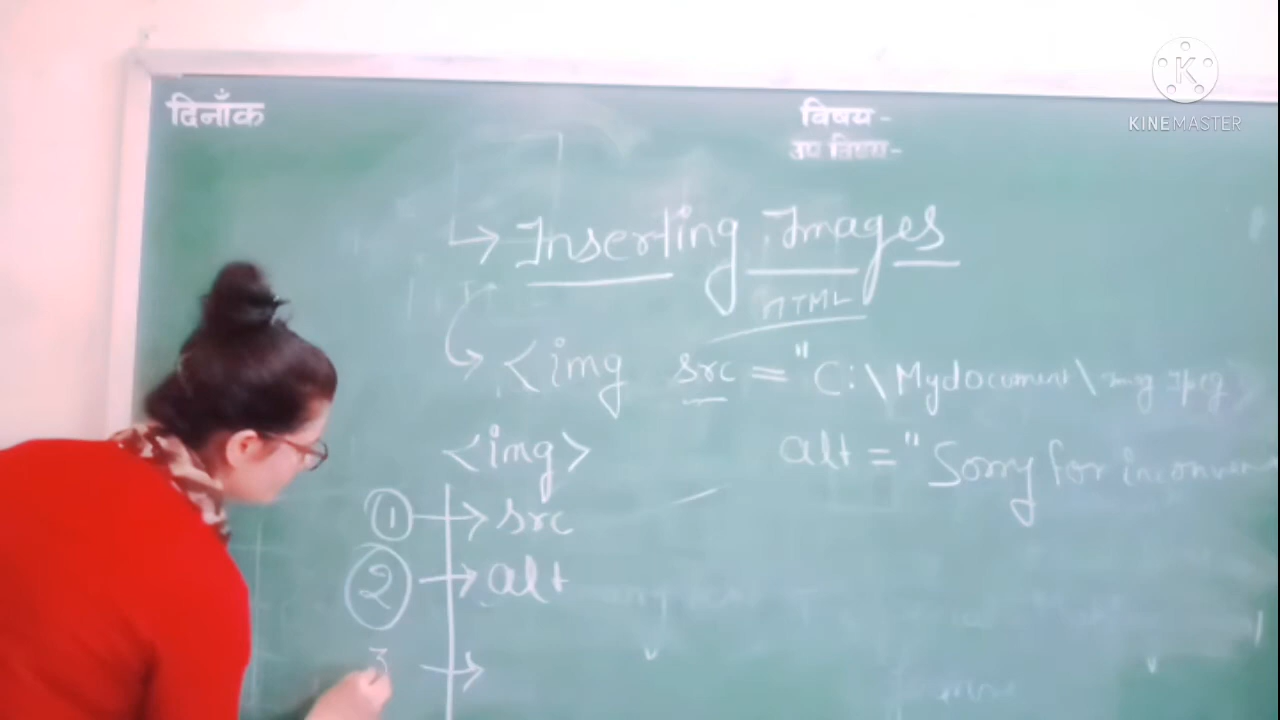 दिनाँक
विषय -
उप विषय -
KINEMASTER
→ Inserting Images
HTML
<img src = "C:\Mydocument\
<img>
alt = "Sorry for
① → src
② → alt
3 →